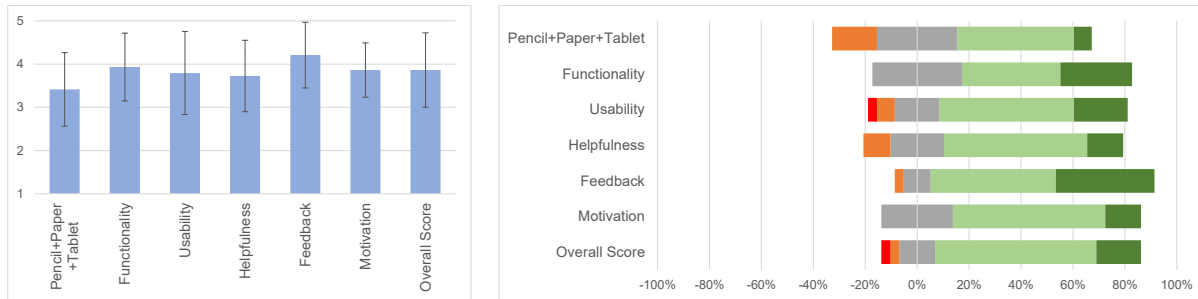 5
4
3
2
1
Pencil+Paper
+Tablet
Functionality
Usability
Helpfulness
Feedback
Motivation
Overall Score
Pencil+Paper+Tablet
Functionality
Usability
Helpfulness
Feedback
Motivation
Overall Score
-100% -80% -60% -40% -20% 0% 20% 40% 60% 80% 100%